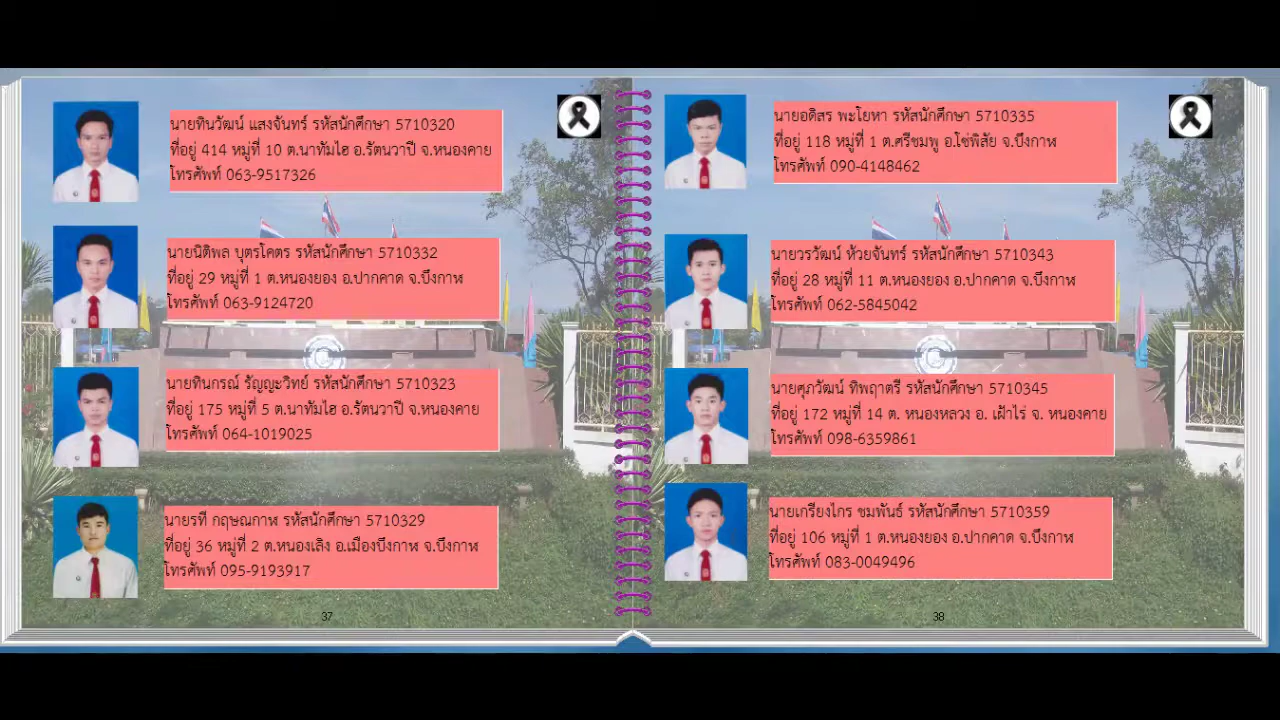 นายทินวัฒน์ แสงจันทร์ รหัสนักศึกษา 5710320
ที่อยู่ 414 หมู่ที่ 10 ต.นาทัมไฮ อ.รัตนวาปี จ.หนองคาย
โทรศัพท์ 063-9517326
นายนิติพล บุตรโคตร รหัสนักศึกษา 5710332
ที่อยู่ 29 หมู่ที่ 1 ต.หนองยอง อ.ปากคาด จ.บึงกาฬ
โทรศัพท์ 063-9124720
นายทินกรณ์ รัญญะวิทย์ รหัสนักศึกษา 5710323
ที่อยู่ 175 หมู่ที่ 5 ต.นาทัมไฮ อ.รัตนวาปี จ.หนองคาย
โทรศัพท์ 064-1019025
นายรที กฤษณกาฬ รหัสนักศึกษา 5710329
ที่อยู่ 36 หมู่ที่ 2 ต.หนองเลิง อ.เมืองบึงกาฬ จ.บึงกาฬ
โทรศัพท์ 095-9193917
37
นายอดิสร พะโยหา รหัสนักศึกษา 5710335
ที่อยู่ 118 หมู่ที่ 1 ต.ศรีชมพู อ.โซ่พิสัย จ.บึงกาฬ
โทรศัพท์ 090-4148462
นายวรวัฒน์ ห้วยจันทร์ รหัสนักศึกษา 5710343
ที่อยู่ 28 หมู่ที่ 11 ต.หนองยอง อ.ปากคาด จ.บึงกาฬ
โทรศัพท์ 062-5845042
นายศุภวัฒน์ ทิพฤาตรี รหัสนักศึกษา 5710345
ที่อยู่ 172 หมู่ที่ 14 ต. หนองหลวง อ. เฝ้าไร่ จ. หนองคาย
โทรศัพท์ 098-6359861
นายเกรียงไกร ชมพันธ์ รหัสนักศึกษา 5710359
ที่อยู่ 106 หมู่ที่ 1 ต.หนองยอง อ.ปากคาด จ.บึงกาฬ
โทรศัพท์ 083-0049496
38